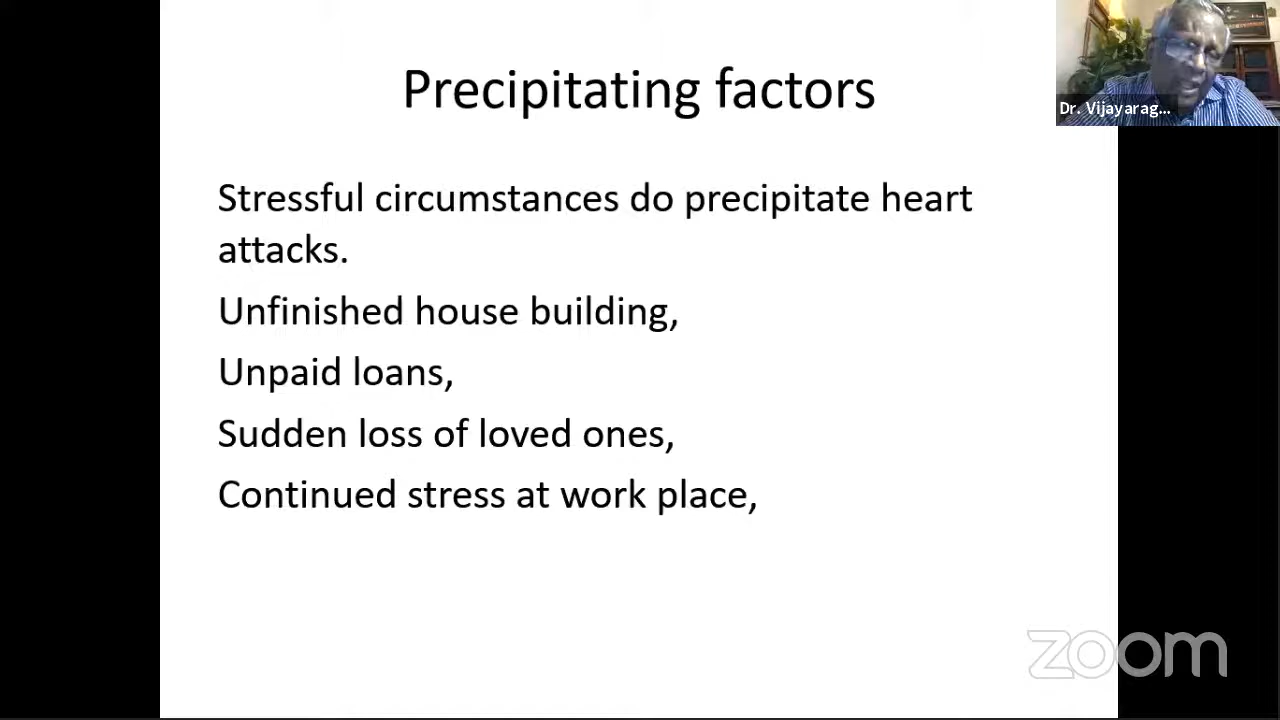 Precipitating factors
Dr. Vijayarag...
Stressful circumstances do precipitate heart
attacks.
Unfinished house building,
Unpaid loans,
Sudden loss of loved ones,
Continued stress at work place,
zoom